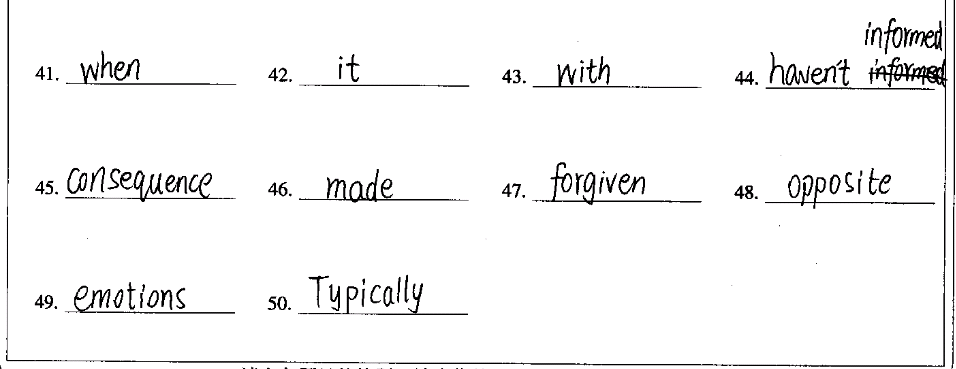 informed
41. when 42. it 43. with 44. haven't informed
45. consequence 46. made 47. forgiven 48. opposite
49. emotions 50. Typically